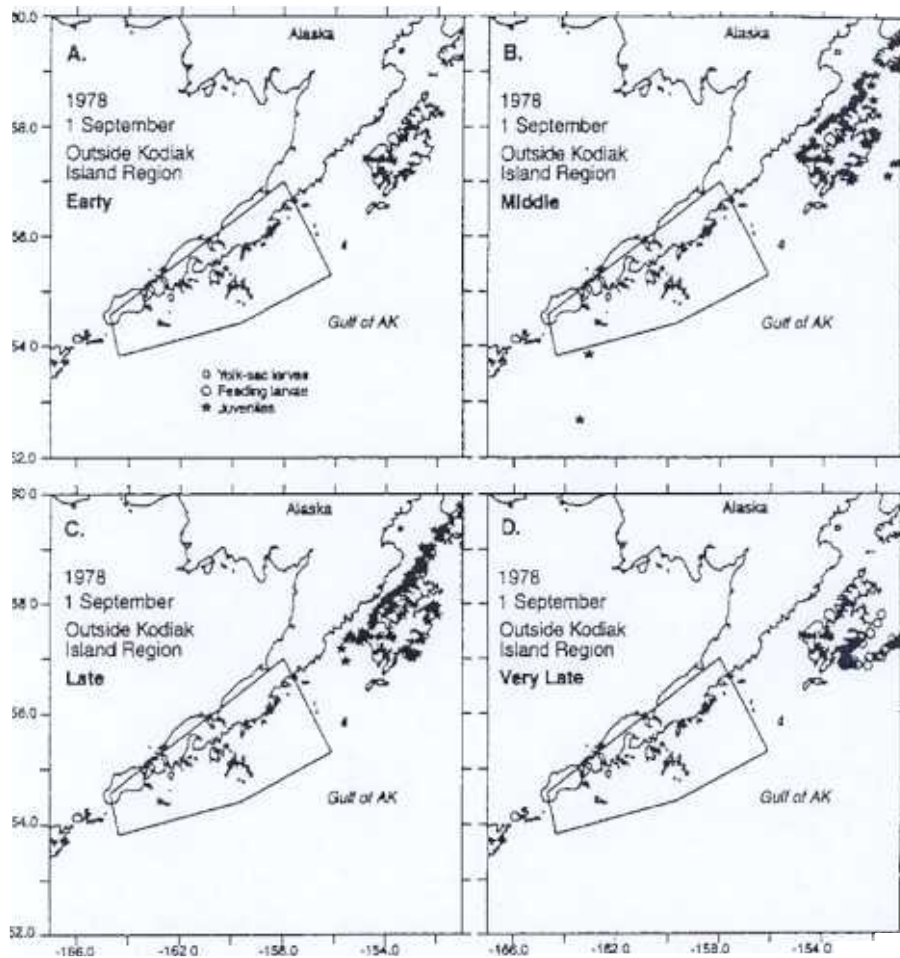 A.
Alaska
1978
1 September
Outside Kodiak
Island Region
Early
Gulf of AK
Yolk-sac larvae
Feeding larvae
Juveniles
B.
Alaska
1978
1 September
Outside Kodiak
Island Region
Middle
Gulf of AK
58.0
56.0
54.0
52.0
C.
Alaska
1978
1 September
Outside Kodiak
Island Region
Late
Gulf of AK
D.
Alaska
1978
1 September
Outside Kodiak
Island Region
Very Late
Gulf of AK
60.0
58.0
56.0
54.0
52.0
-166.0 -162.0 -158.0 -154.0
-166.0 -162.0 -158.0 -154.0